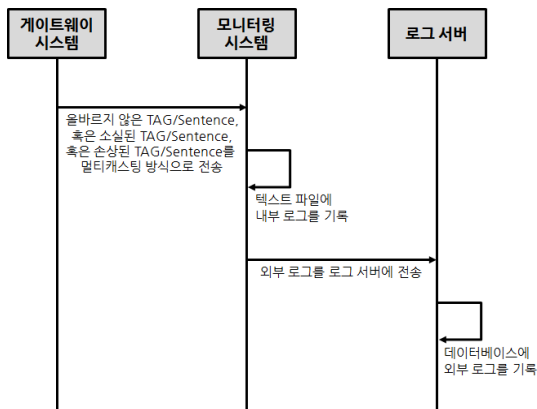 게이트웨이
시스템
모니터링
시스템
로그 서버
올바르지 않은 TAG/Sentence,
혹은 소실된 TAG/Sentence,
혹은 손상된 TAG/Sentence를
멀티캐스팅 방식으로 전송
텍스트 파일에
내부 로그를 기록
외부 로그를 로그 서버에 전송
데이터베이스에
외부 로그를 기록